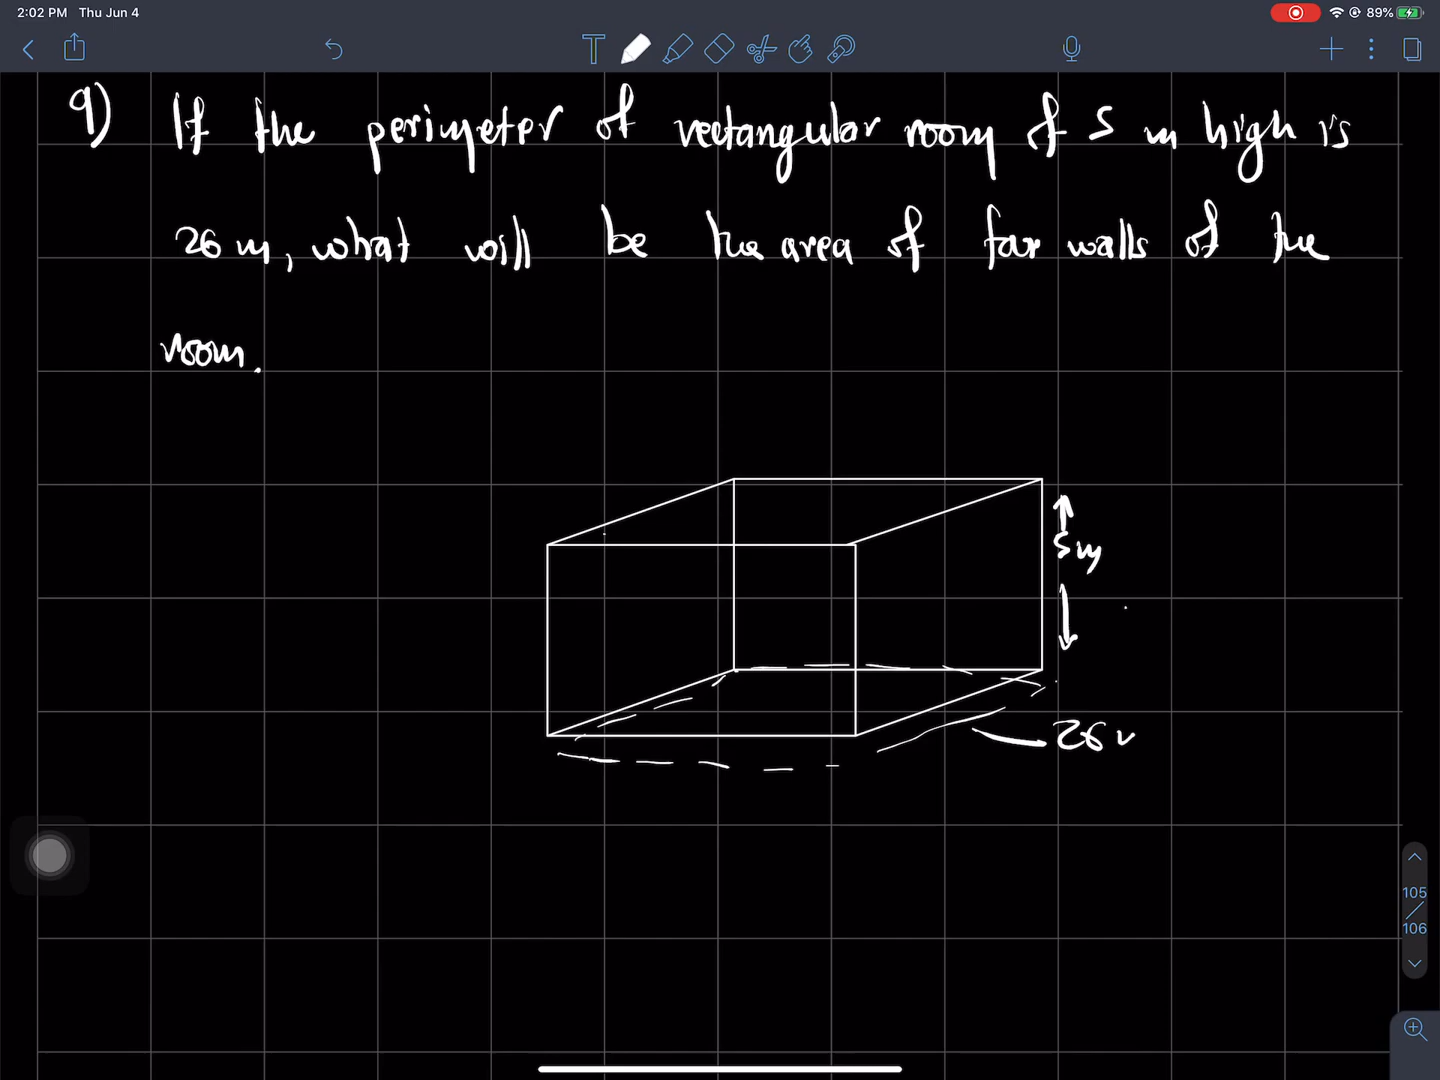 2:02 PM Thu Jun 4
89%
9) If the perimeter of rectangular room of 5 m high is
26 m, what will be the area of four walls of the
room.
5m
26
105
106